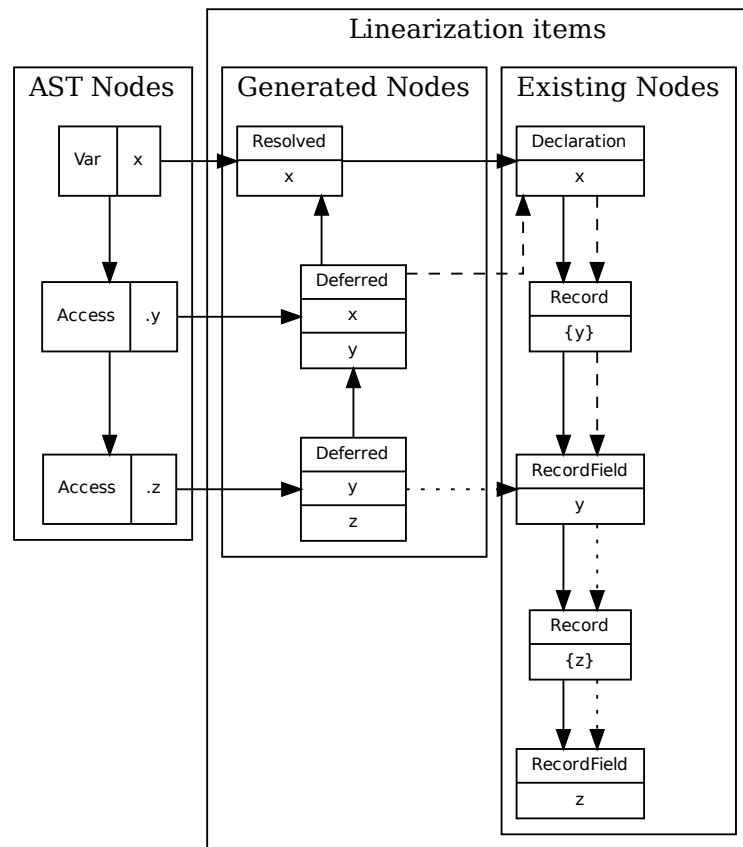 Linearization items
AST Nodes
Generated Nodes
Existing Nodes
Var x
Resolved
x
Declaration
x
Access .y
Deferred
x
y
Record
{y}
Access .z
Deferred
y
z
RecordField
y
Record
{z}
RecordField
z